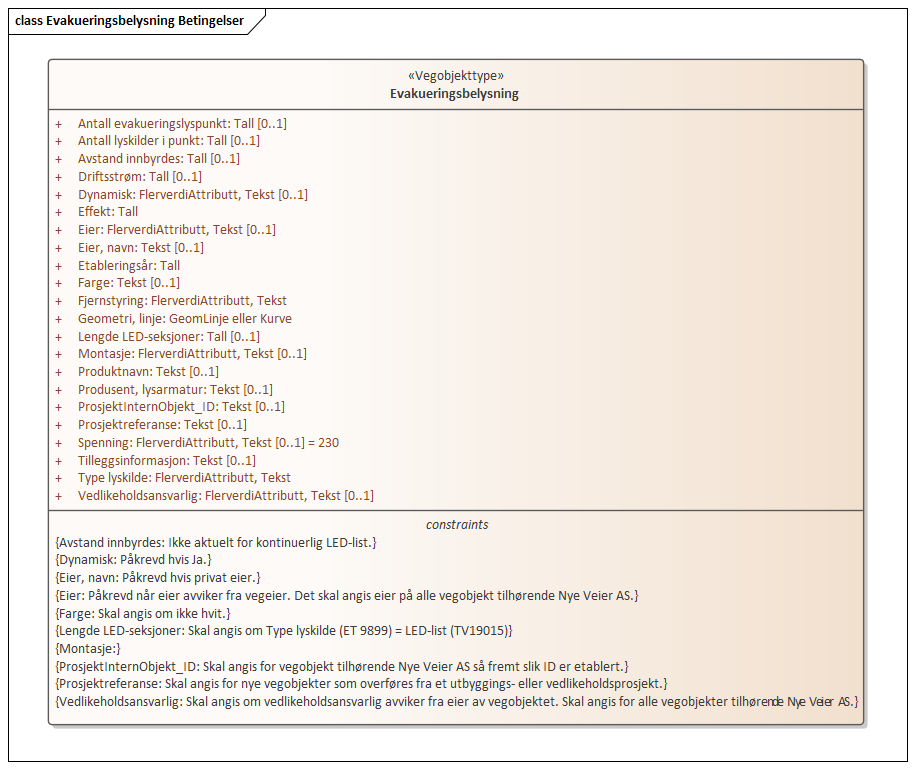 class Evakueringsbelysning Betingelser
«Vegobjekttype»
Evakueringsbelysning
+ Antall evakueringslyspunkt: Tall [0..1]
+ Antall lyskilder i punkt: Tall [0..1]
+ Avstand innbyrdes: Tall [0..1]
+ Driftsstrøm: Tall [0..1]
+ Dynamisk: FlerverdiAttributt, Tekst [0..1]
+ Effekt: Tall
+ Eier: FlerverdiAttributt, Tekst [0..1]
+ Eier, navn: Tekst [0..1]
+ Etableringsår: Tall
+ Farge: Tekst [0..1]
+ Fjernstyring: FlerverdiAttributt, Tekst
+ Geometri, linje: GeomLinje eller Kurve
+ Lengde LED-seksjoner: Tall [0..1]
+ Montasje: FlerverdiAttributt, Tekst [0..1]
+ Produktnavn: Tekst [0..1]
+ Produsent, lysarmatur: Tekst [0..1]
+ ProsjektInternObjekt_ID: Tekst [0..1]
+ Prosjektreferanse: Tekst [0..1]
+ Spenning: FlerverdiAttributt, Tekst [0..1] = 230
+ Tilleggsinformasjon: Tekst [0..1]
+ Type lyskilde: FlerverdiAttributt, Tekst
+ Vedlikeholdsansvarlig: FlerverdiAttributt, Tekst [0..1]
constraints
{Avstand innbyrdes: Ikke aktuelt for kontinuerlig LED-list.}
{Dynamisk: Påkrevd hvis Ja.}
{Eier, navn: Påkrevd hvis privat eier.}
{Eier: Påkrevd når eier avviker fra vegeier. Det skal angis eier på alle vegobjekt tilhørende Nye Veier AS.}
{Farge: Skal angis om ikke hvit.}
{Lengde LED-seksjoner: Skal angis om Type lyskilde (ET 9899) = LED-list (TV19015)}
{Montasje:}
{ProsjektInternObjekt_ID: Skal angis for vegobjekt tilhørende Nye Veier AS så fremt slik ID er etablert.}
{Prosjektreferanse: Skal angis for nye vegobjekter som overføres fra et utbyggings- eller vedlikeholdsprosjekt.}
{Vedlikeholdsansvarlig: Skal angis om vedlikeholdsansvarlig avviker fra eier av vegobjektet. Skal angis for alle vegobjekter tilhørende Nye Veier AS.}